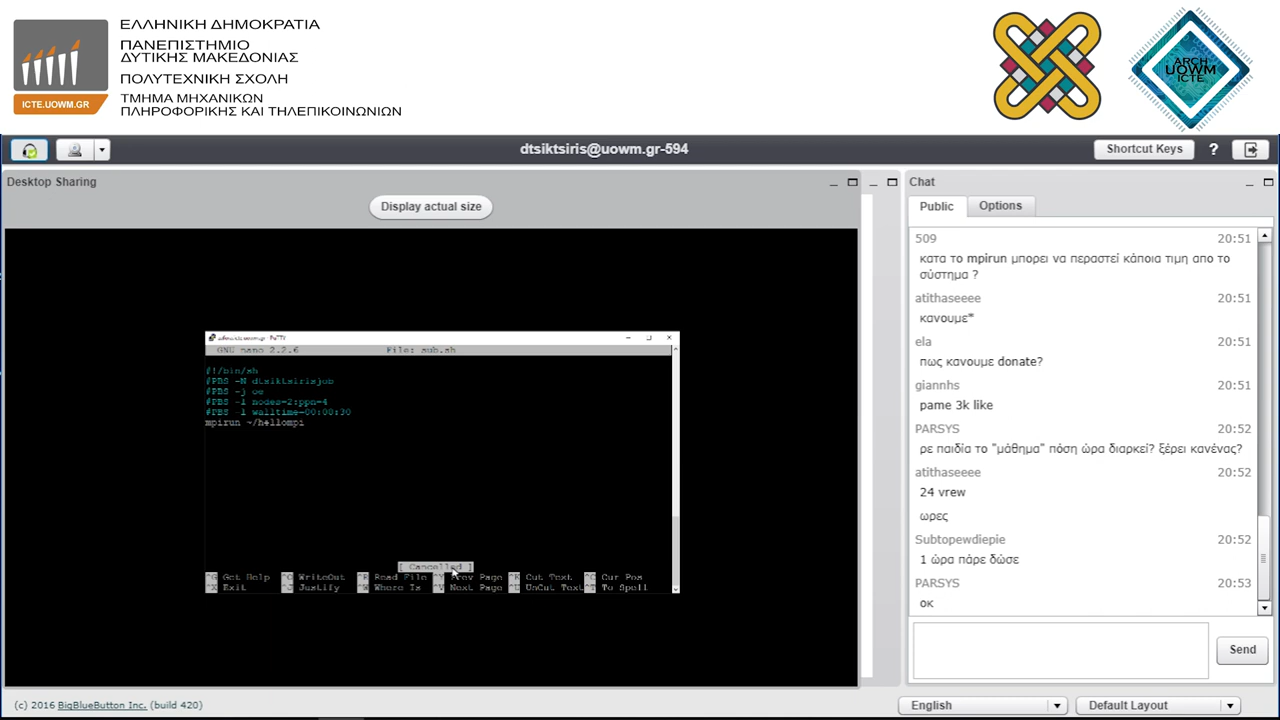 ΕΛΛΗΝΙΚΗ ΔΗΜΟΚΡΑΤΙΑ
ΠΑΝΕΠΙΣΤΗΜΙΟ
ΔΥΤΙΚΗΣ ΜΑΚΕΔΟΝΙΑΣ
ΠΟΛΥΤΕΧΝΙΚΗ ΣΧΟΛΗ
ΤΜΗΜΑ ΜΗΧΑΝΙΚΩΝ
ΠΛΗΡΟΦΟΡΙΚΗΣ ΚΑΙ ΤΗΛΕΠΙΚΟΙΝΩΝΙΩΝ
ICTE.UOWM.GR
ARCH
UOWM
ICTE
dtsiktsiris@uowm.gr-594
Shortcut Keys
?
Desktop Sharing
Display actual size
PuTTY
GNU nano 2.2.6 File: sub.sh
#!/bin/sh
#PBS -N dtsiktsirisjob
#PBS -j oe
#PBS -l nodes=2:ppn=4
#PBS -l walltime=00:00:30
mpirun ~/hellompi
[ Cancelled ]
^G Get Help ^O WriteOut ^R Read File ^Y Prev Page ^K Cut Text ^C Cur Pos
^X Exit ^J Justify ^W Where Is ^V Next Page ^U UnCut Text ^T To Spell
Chat
Public Options
509 20:51
κατα το mpirun μπορει να περαστεί κάποια τιμη απο το
σύστημα ?
atithaseeee 20:51
κανουμε*
ela 20:51
πως κανουμε donate?
giannhs 20:51
pame 3k like
PARSYS 20:52
ρε παιδία το "μάθημα" πόση ώρα διαρκεί? ξέρει κανένας?
atithaseeee 20:52
24 vrew
ωρες
Subtopewdiepie 20:52
1 ώρα πάρε δώσε
PARSYS 20:53
οκ
Send
(c) 2016 BigBlueButton Inc. (build 420)
English
Default Layout